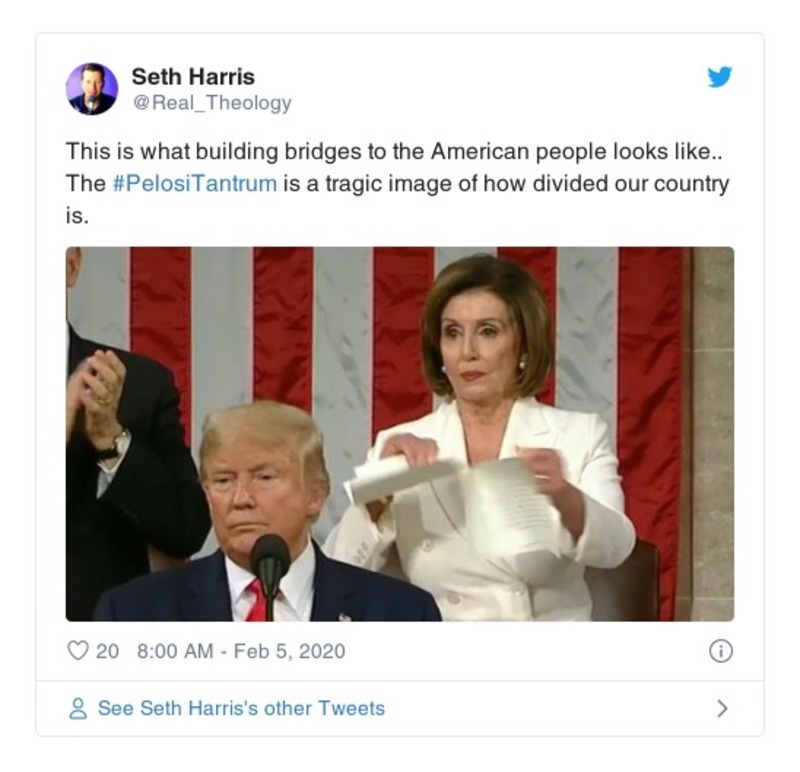 Seth Harris
@Real_Theology
This is what building bridges to the American people looks like..
The #PelosiTantrum is a tragic image of how divided our country
is.
20 8:00 AM - Feb 5, 2020
See Seth Harris's other Tweets